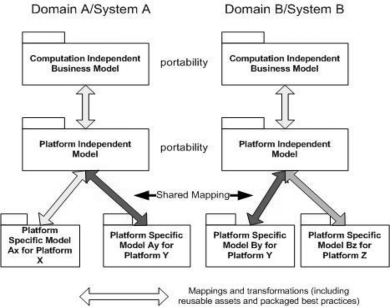 Domain A/System A
Domain B/System B
Computation Independent
Business Model
portability
Computation Independent
Business Model
Platform Independent
Model
portability
Platform Independent
Model
Shared Mapping
Platform
Specific Model
Ax for Platform
X
Platform Specific
Model Ay for
Platform Y
Platform Specific
Model By for
Platform Y
Platform Specific
Model Bz for
Platform Z
Mappings and transformations (including
reusable assets and packaged best practices)